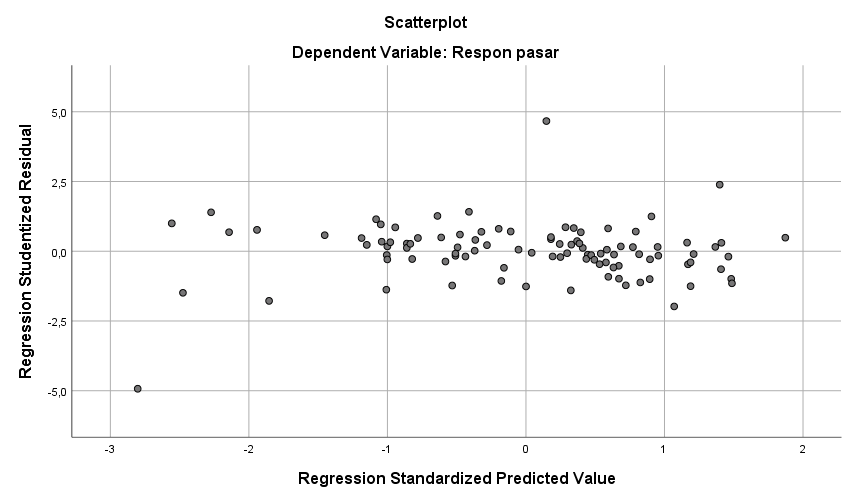 Scatterplot
Dependent Variable: Respon pasar
Regression Studentized Residual
5,0
2,5
0,0
-2,5
-5,0
-3 -2 -1 0 1 2
Regression Standardized Predicted Value